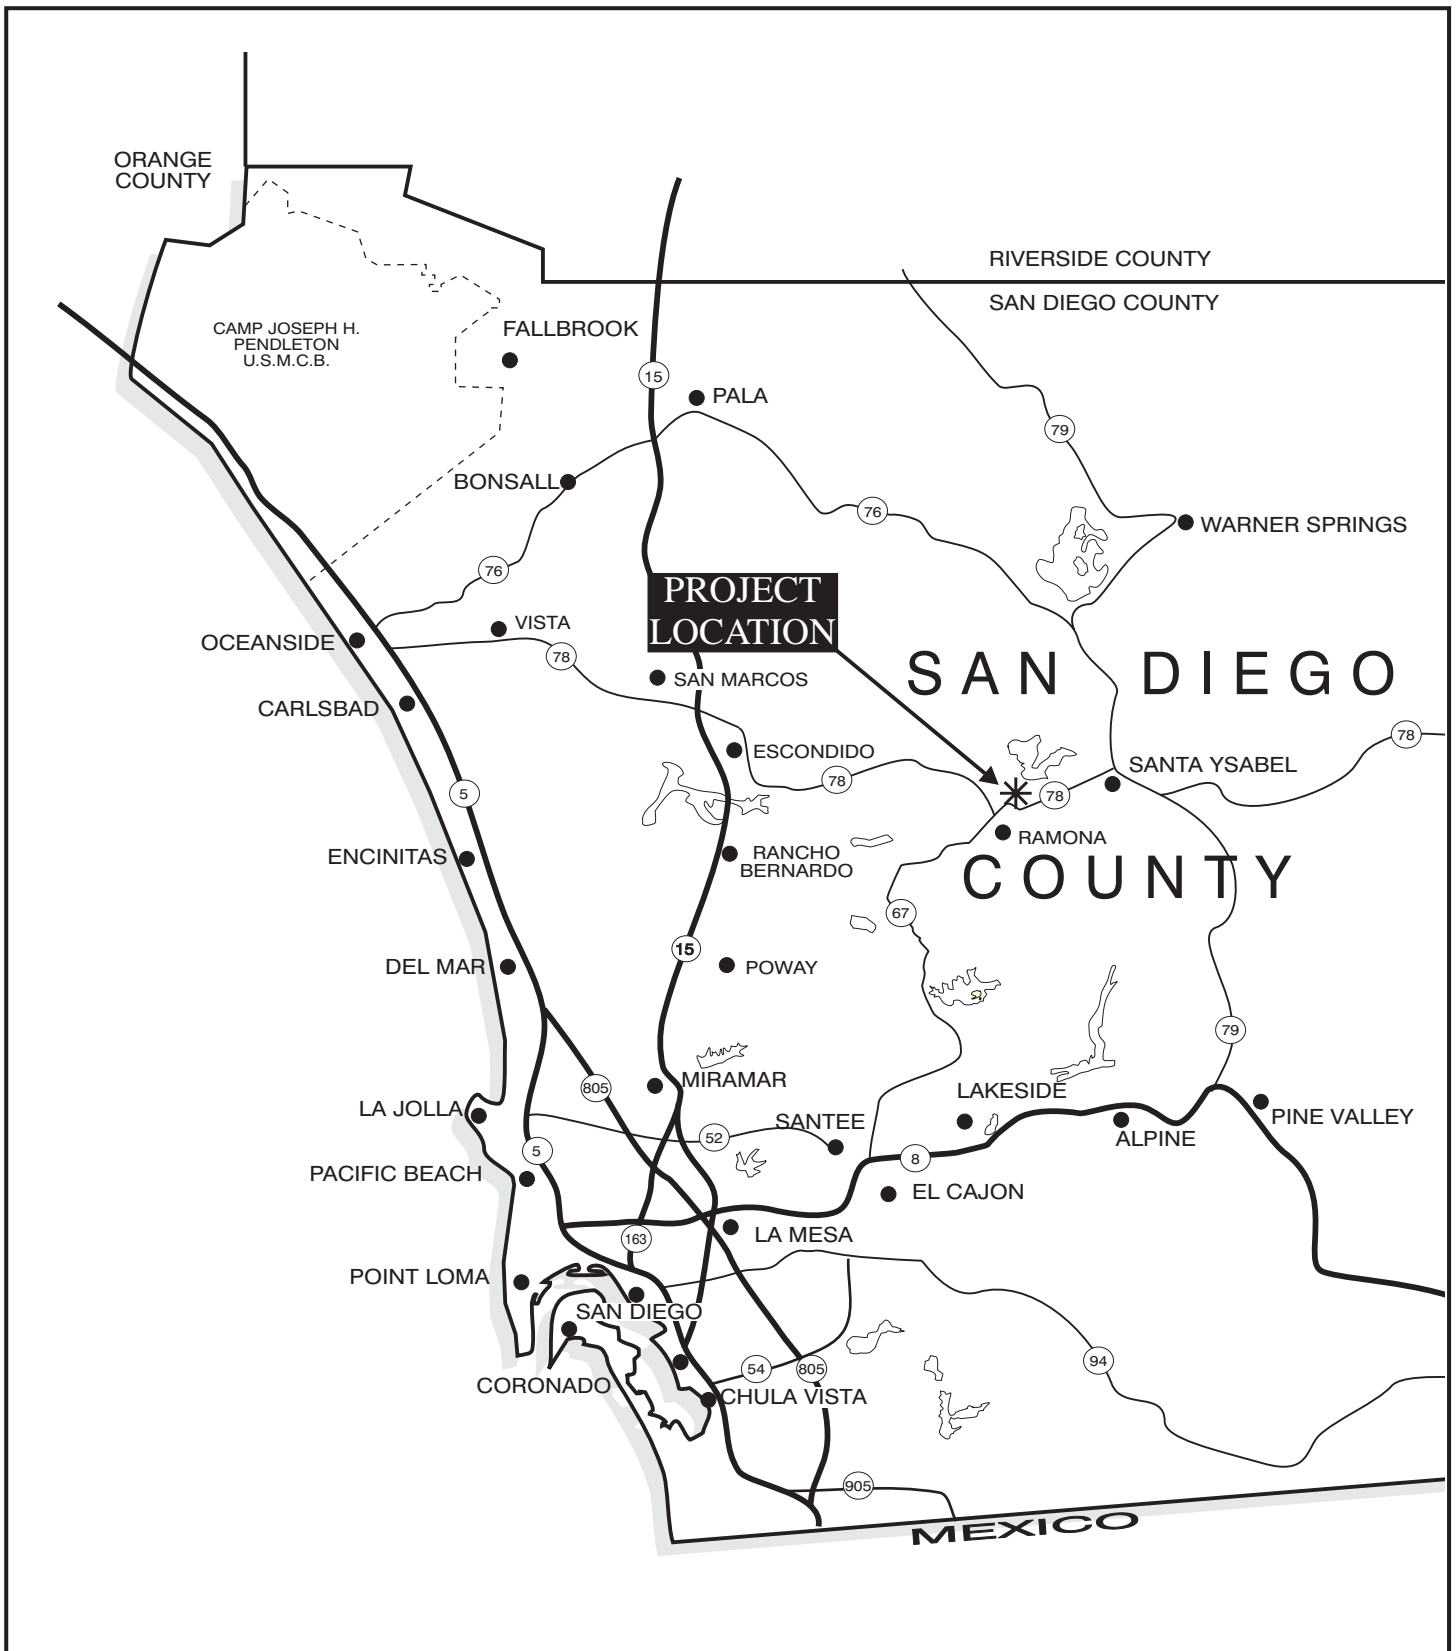 ORANGE
COUNTY
RIVERSIDE COUNTY
SAN DIEGO COUNTY
CAMP JOSEPH H.
PENDLETON
U.S.M.C.B.
FALLBROOK
15
PALA
79
BONSALL
76
WARNER SPRINGS
76
PROJECT
LOCATION
OCEANSIDE
VISTA
78
SAN MARCOS
SAN DIEGO
CARLSBAD
ESCONDIDO
78
78
SANTA YSABEL
5
78
RAMONA
ENCINITAS
RANCHO
BERNARDO
COUNTY
67
15
DEL MAR
POWAY
79
805
MIRAMAR
LAKESIDE
LA JOLLA
52
SANTEE
ALPINE
PINE VALLEY
5
8
PACIFIC BEACH
EL CAJON
163
LA MESA
POINT LOMA
SAN DIEGO
54
805
94
CORONADO
CHULA VISTA
905
MEXICO